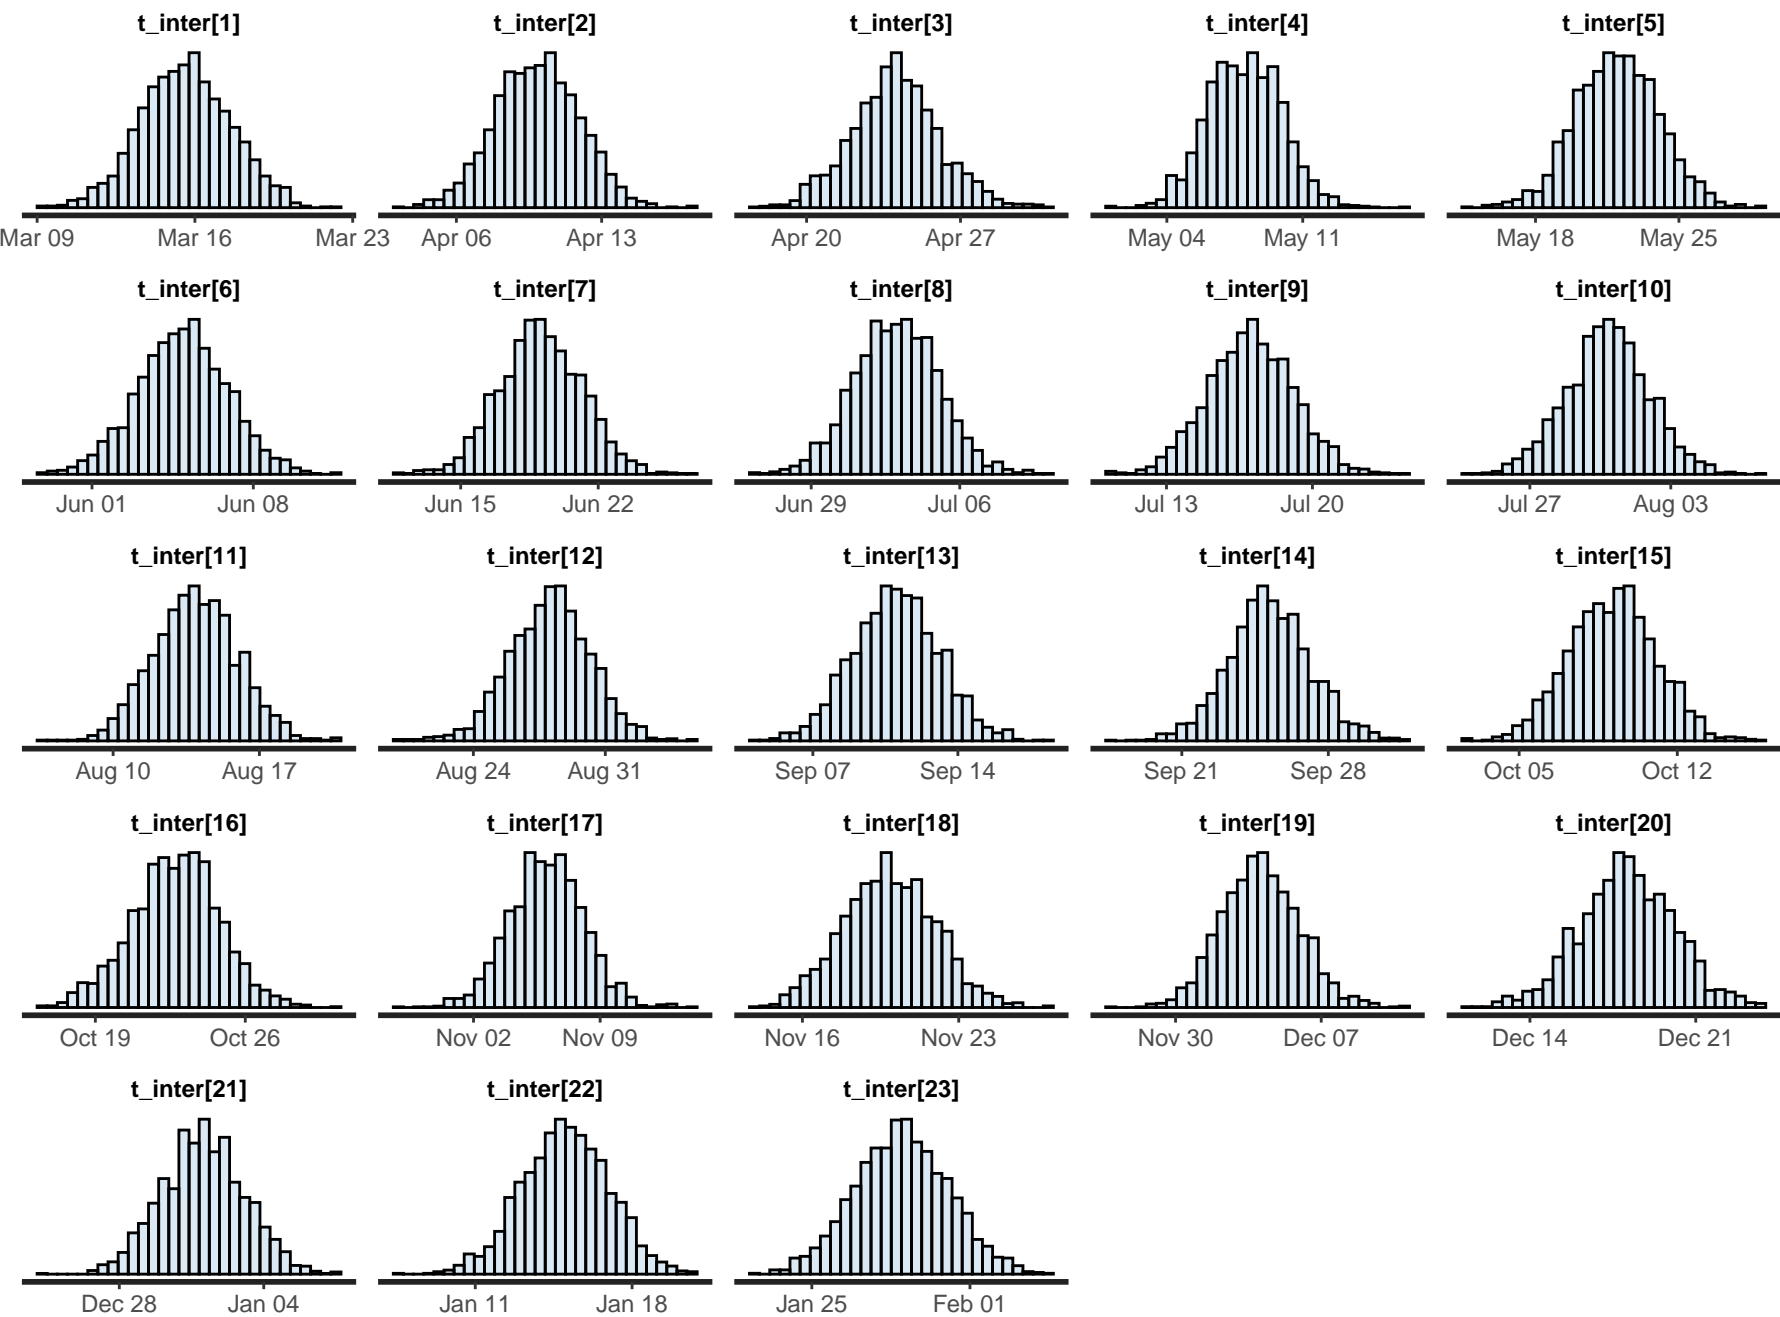 t_inter[1] t_inter[2] t_inter[3] t_inter[4] t_inter[5]
Mar 09 Mar 16 Mar 23 Apr 06 Apr 13 Apr 20 Apr 27 May 04 May 11 May 18 May 25
t_inter[6] t_inter[7] t_inter[8] t_inter[9] t_inter[10]
Jun 01 Jun 08 Jun 15 Jun 22 Jun 29 Jul 06 Jul 13 Jul 20 Jul 27 Aug 03
t_inter[11] t_inter[12] t_inter[13] t_inter[14] t_inter[15]
Aug 10 Aug 17 Aug 24 Aug 31 Sep 07 Sep 14 Sep 21 Sep 28 Oct 05 Oct 12
t_inter[16] t_inter[17] t_inter[18] t_inter[19] t_inter[20]
Oct 19 Oct 26 Nov 02 Nov 09 Nov 16 Nov 23 Nov 30 Dec 07 Dec 14 Dec 21
t_inter[21] t_inter[22] t_inter[23]
Dec 28 Jan 04 Jan 11 Jan 18 Jan 25 Feb 01